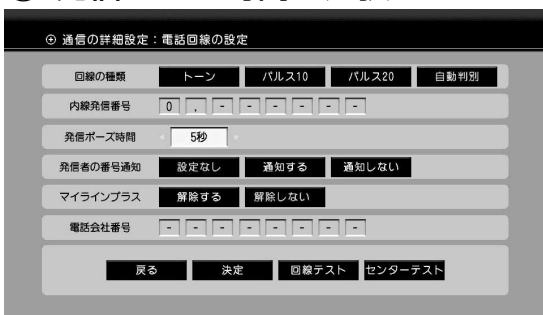 ⊕ 通信の詳細設定:電話回線の設定
回線の種類 トーン パルス10 パルス20 自動判別
内線発信番号 0 , - - - - - -
発信ポーズ時間 5秒
発信者の番号通知 設定なし 通知する 通知しない
マイラインプラス 解除する 解除しない
電話会社番号 - - - - - - - -
戻る 決定 回線テスト センターテスト